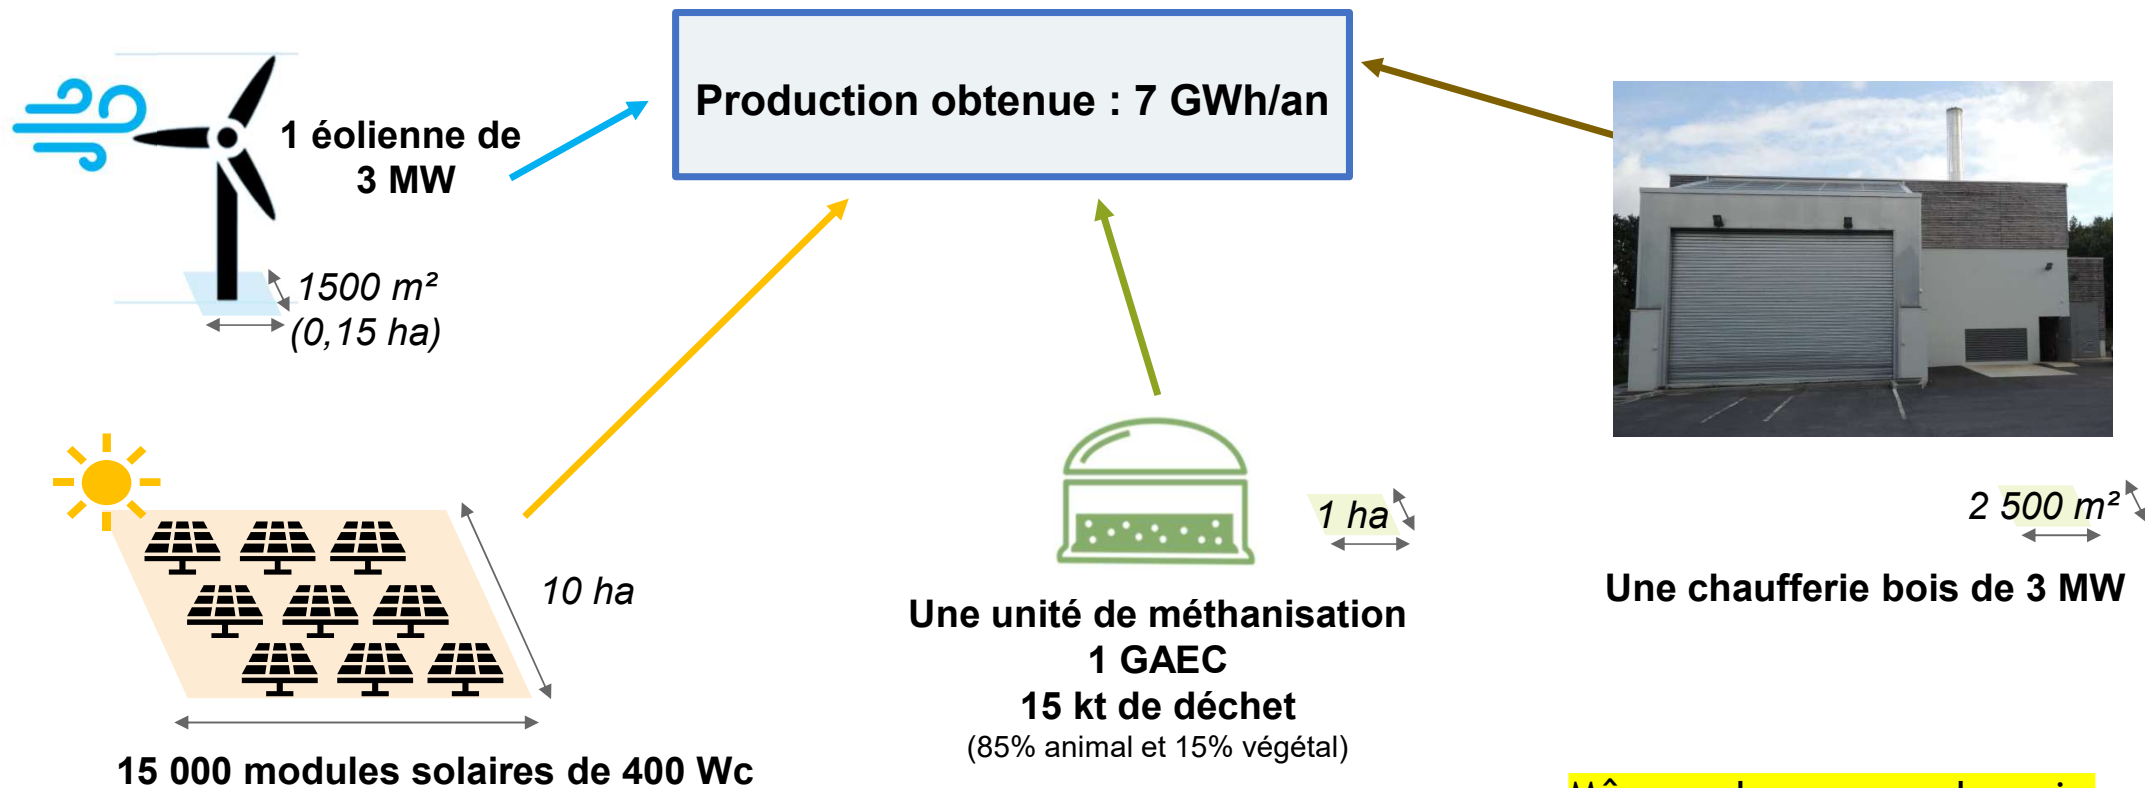 Production obtenue : 7 GWh/an
1 éolienne de
3 MW
1500 m²
(0,15 ha)
10 ha
15 000 modules solaires de 400 Wc
1 ha
Une unité de méthanisation
1 GAEC
15 kt de déchet
(85% animal et 15% végétal)
2 500 m²
Une chaufferie bois de 3 MW